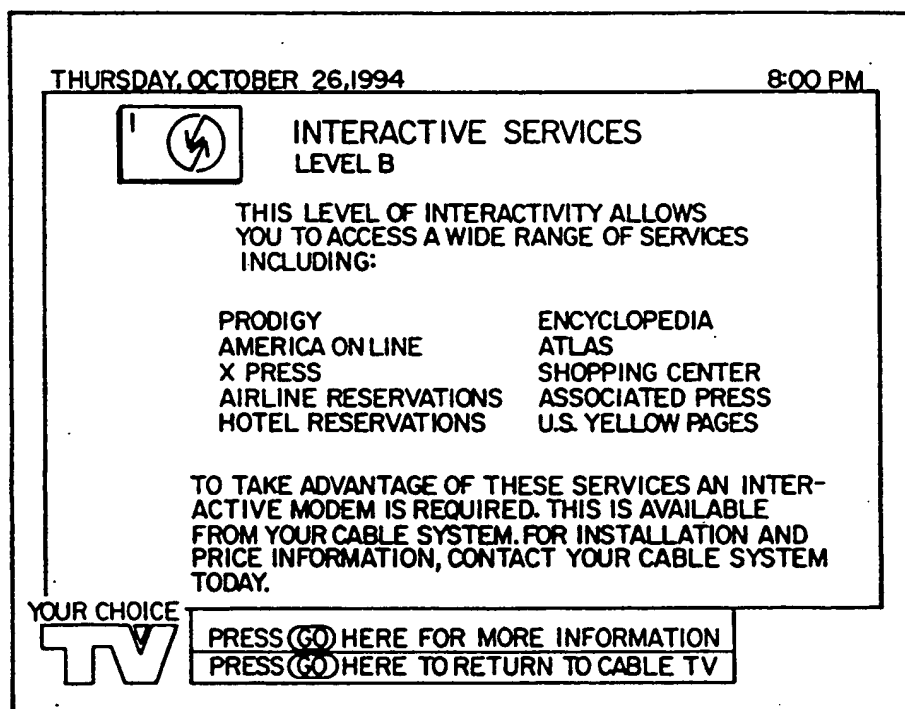 THURSDAY, OCTOBER 26,1994 8:00 PM
INTERACTIVE SERVICES
LEVEL B
THIS LEVEL OF INTERACTIVITY ALLOWS
YOU TO ACCESS A WIDE RANGE OF SERVICES
INCLUDING:
PRODIGY ENCYCLOPEDIA
AMERICA ON LINE ATLAS
X PRESS SHOPPING CENTER
AIRLINE RESERVATIONS ASSOCIATED PRESS
HOTEL RESERVATIONS U.S. YELLOW PAGES
TO TAKE ADVANTAGE OF THESE SERVICES AN INTER-
ACTIVE MODEM IS REQUIRED. THIS IS AVAILABLE
FROM YOUR CABLE SYSTEM. FOR INSTALLATION AND
PRICE INFORMATION, CONTACT YOUR CABLE SYSTEM
TODAY.
YOUR CHOICE
TV
PRESS GO HERE FOR MORE INFORMATION
PRESS GO HERE TO RETURN TO CABLE TV